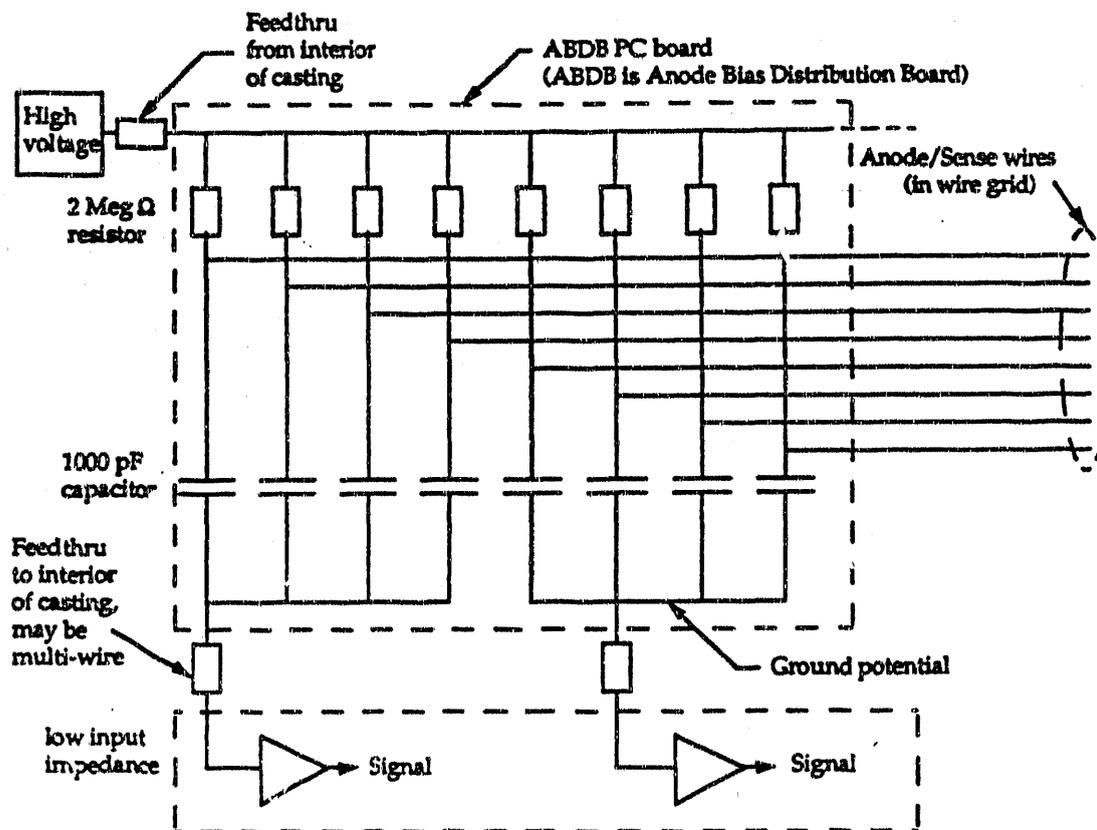 Feedthru
from interior
of casting
ABDB PC board
(ABDB is Anode Bias Distribution Board)
High
voltage
Anode/Sense wires
(in wire grid)
2 Meg Ω
resistor
1000 pF
capacitor
Feedthru
to interior
of casting,
may be
multi-wire
Ground potential
low input
impedance
Signal
Signal